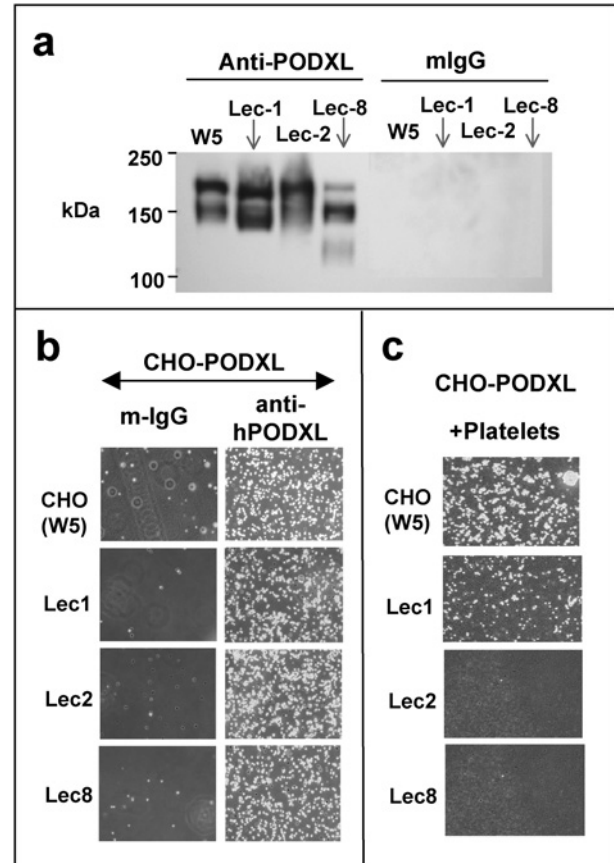 a
Anti-PODXL mIgG
Lec-1 Lec-8 Lec-1 Lec-8
W5 Lec-2 W5 Lec-2
250
kDa 150
100
b
CHO-PODXL
m-IgG anti-
hPODXL
CHO
(W5)
Lec1
Lec2
Lec8
c
CHO-PODXL
+Platelets
CHO
(W5)
Lec1
Lec2
Lec8